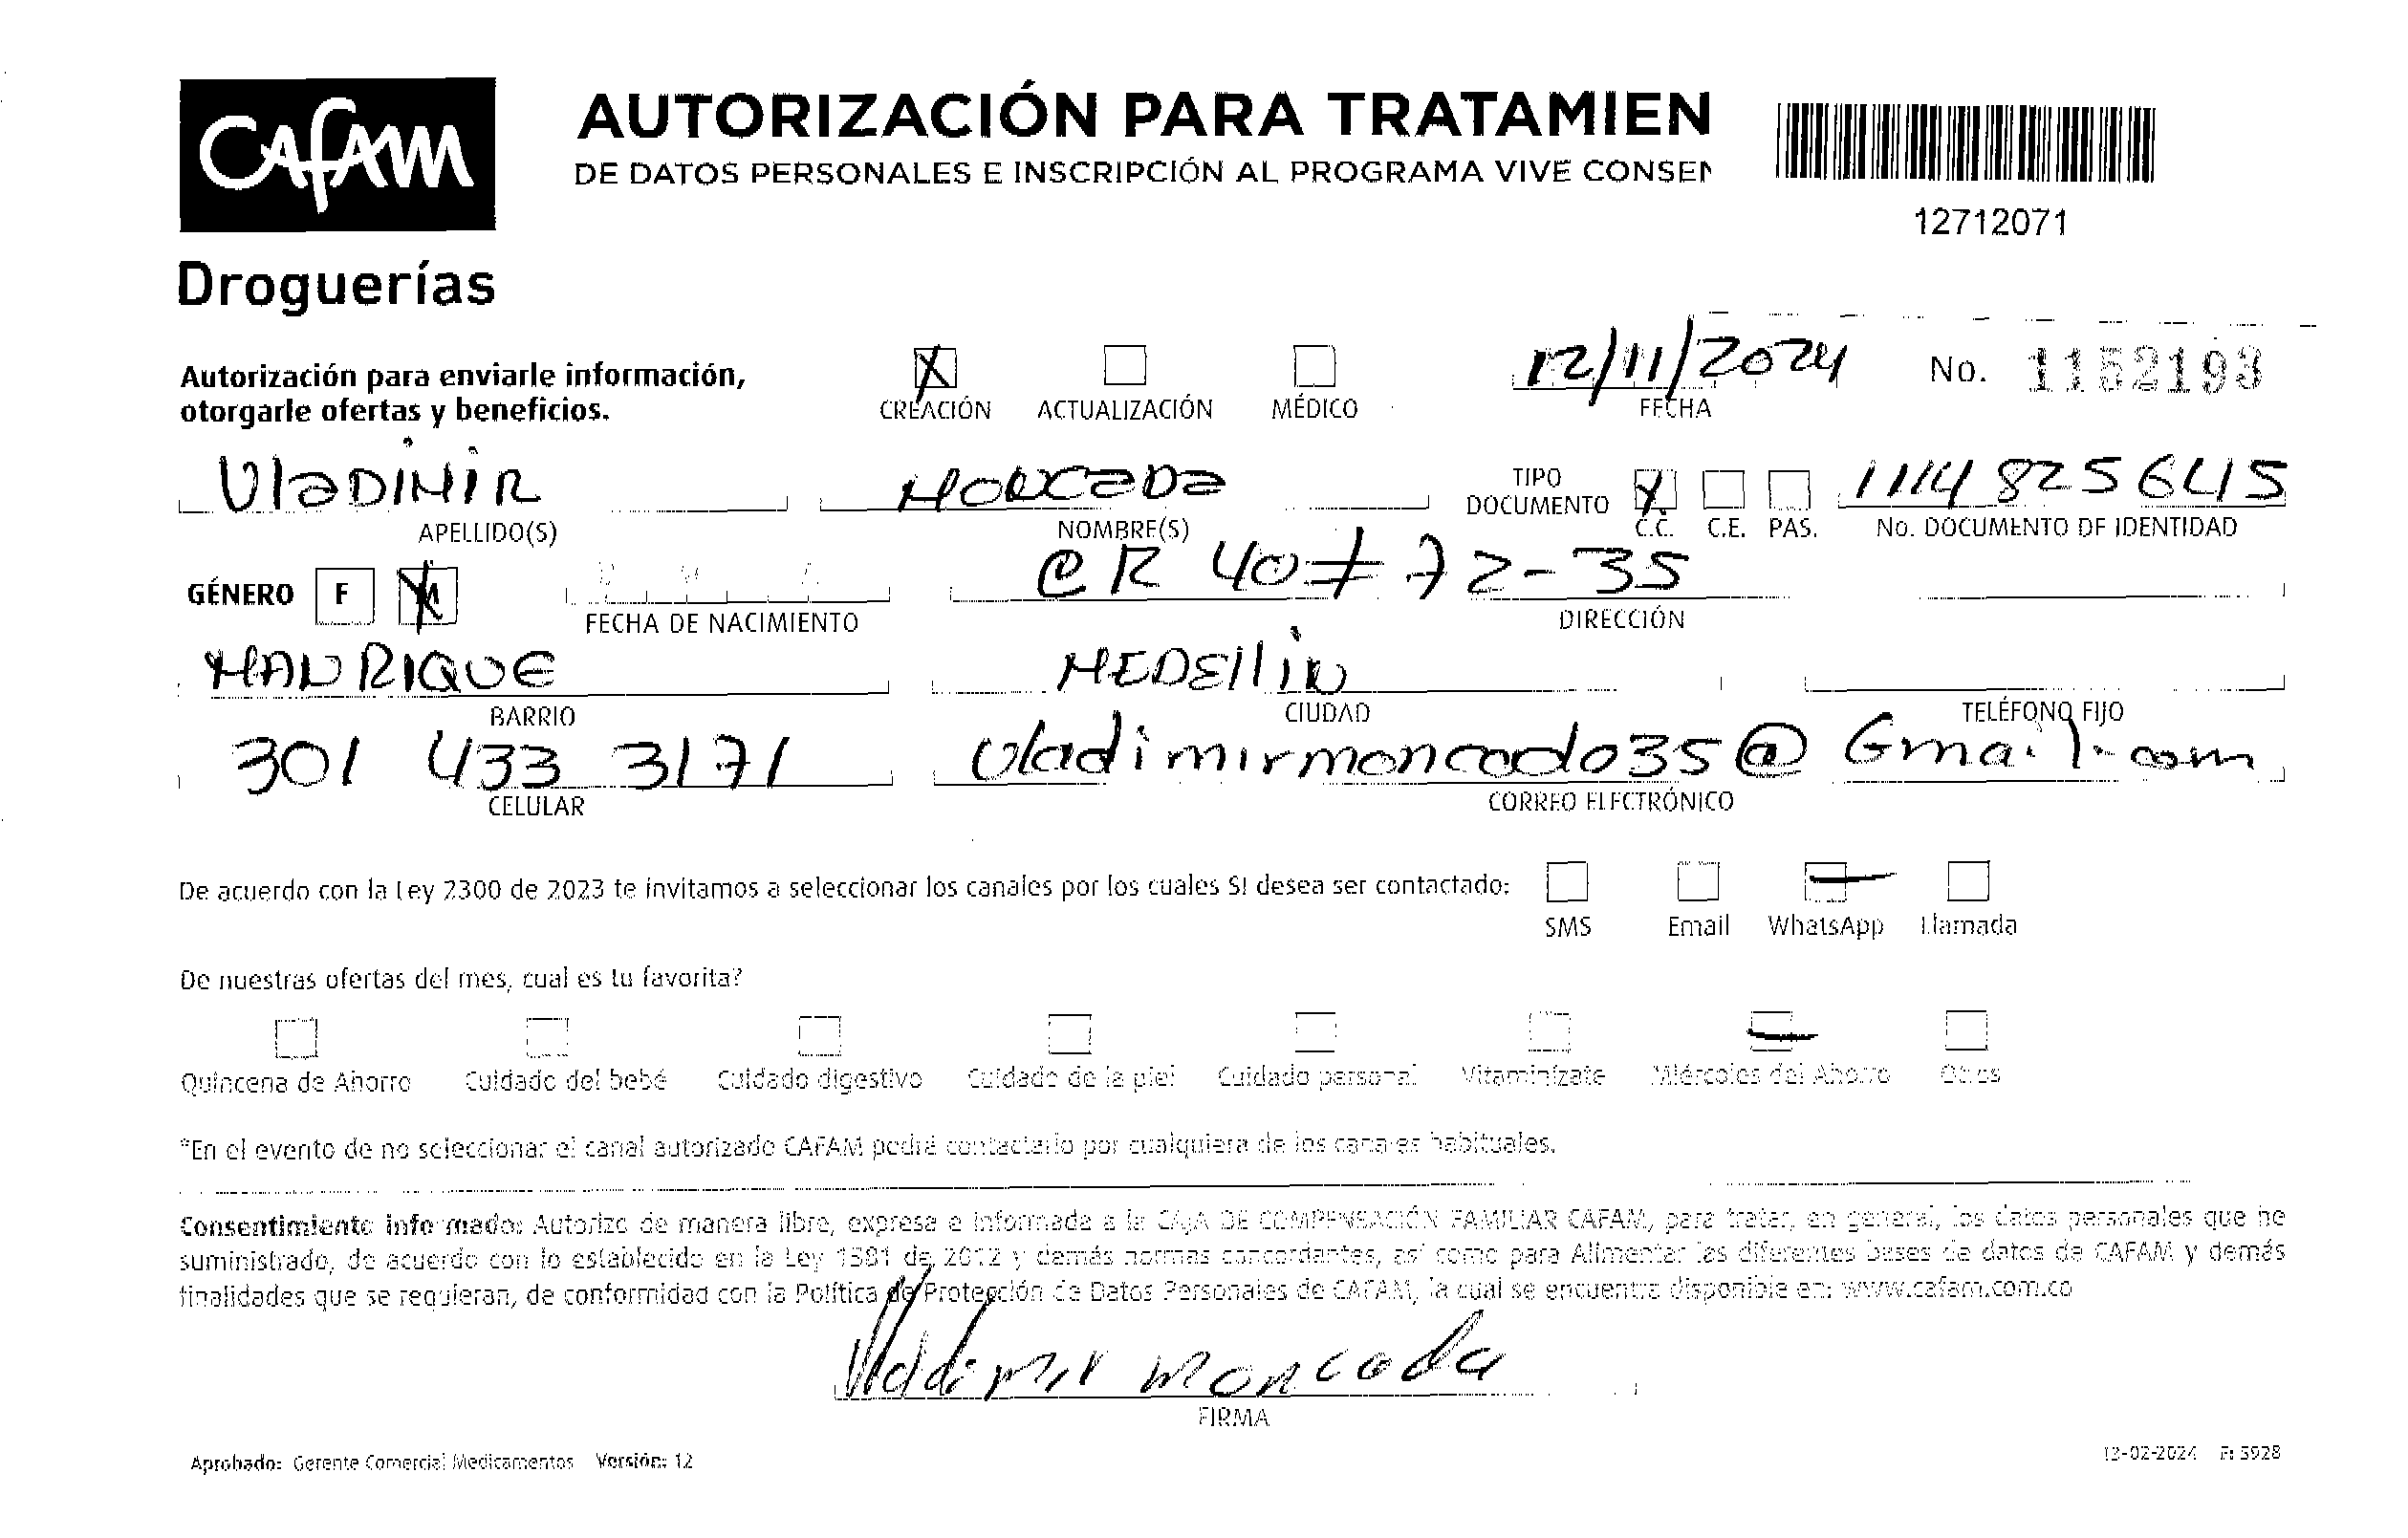 CAFAM
Droguerías
AUTORIZACIÓN PARA TRATAMIEN
DE DATOS PERSONALES E INSCRIPCIÓN AL PROGRAMA VIVE CONSEN
12712071
Autorización para enviarle información,
otorgarle ofertas y beneficios.
X
CREACIÓN ACTUALIZACIÓN MÉDICO
12/11/2024
FECHA
No. 1152193
VlaDIMIR
APELLIDO(S)
MONCaDa
NOMBRE(S)
TIPO
DOCUMENTO
X
C.C. C.E. PAS.
1114825645
No. DOCUMENTO DE IDENTIDAD
GÉNERO F M
D M A
FECHA DE NACIMIENTO
CR 40 # 72-35
DIRECCIÓN
MANRIQUE
BARRIO
MEDElliN
CIUDAD
TELÉFONO FIJO
301 433 3171
CELULAR
vladimirmoncada35@Gmail.com
CORREO ELECTRÓNICO
De acuerdo con la Ley 2300 de 2023 te invitamos a seleccionar los canales por los cuales SI desea ser contactado:
SMS Email WhatsApp Llamada
De nuestras ofertas del mes, cual es tu favorita?
Quincena de Ahorro Cuidado del bebé Cuidado digestivo Cuidado de la piel Cuidado personal Vitaminízate Miércoles del Ahorro Otros
*En el evento de no seleccionar el canal autorizado CAFAM podrá contactarlo por cualquiera de los canales habituales.
Consentimiento informado: Autorizo de manera libre, expresa e informada a la CAJA DE COMPENSACIÓN FAMILIAR CAFAM, para tratar, en general, los datos personales que he
suministrado, de acuerdo con lo establecido en la Ley 1581 de 2012 y demás normas concordantes, así como para Alimentar las diferentes bases de datos de CAFAM y demás
finalidades que se requieran, de conformidad con la Política de Protección de Datos Personales de CAFAM, la cual se encuentra disponible en: www.cafam.com.co
Vladimir Moncada
FIRMA
Aprobado: Gerente Comercial Medicamentos Versión: 12
13-02-2024 F: 5928